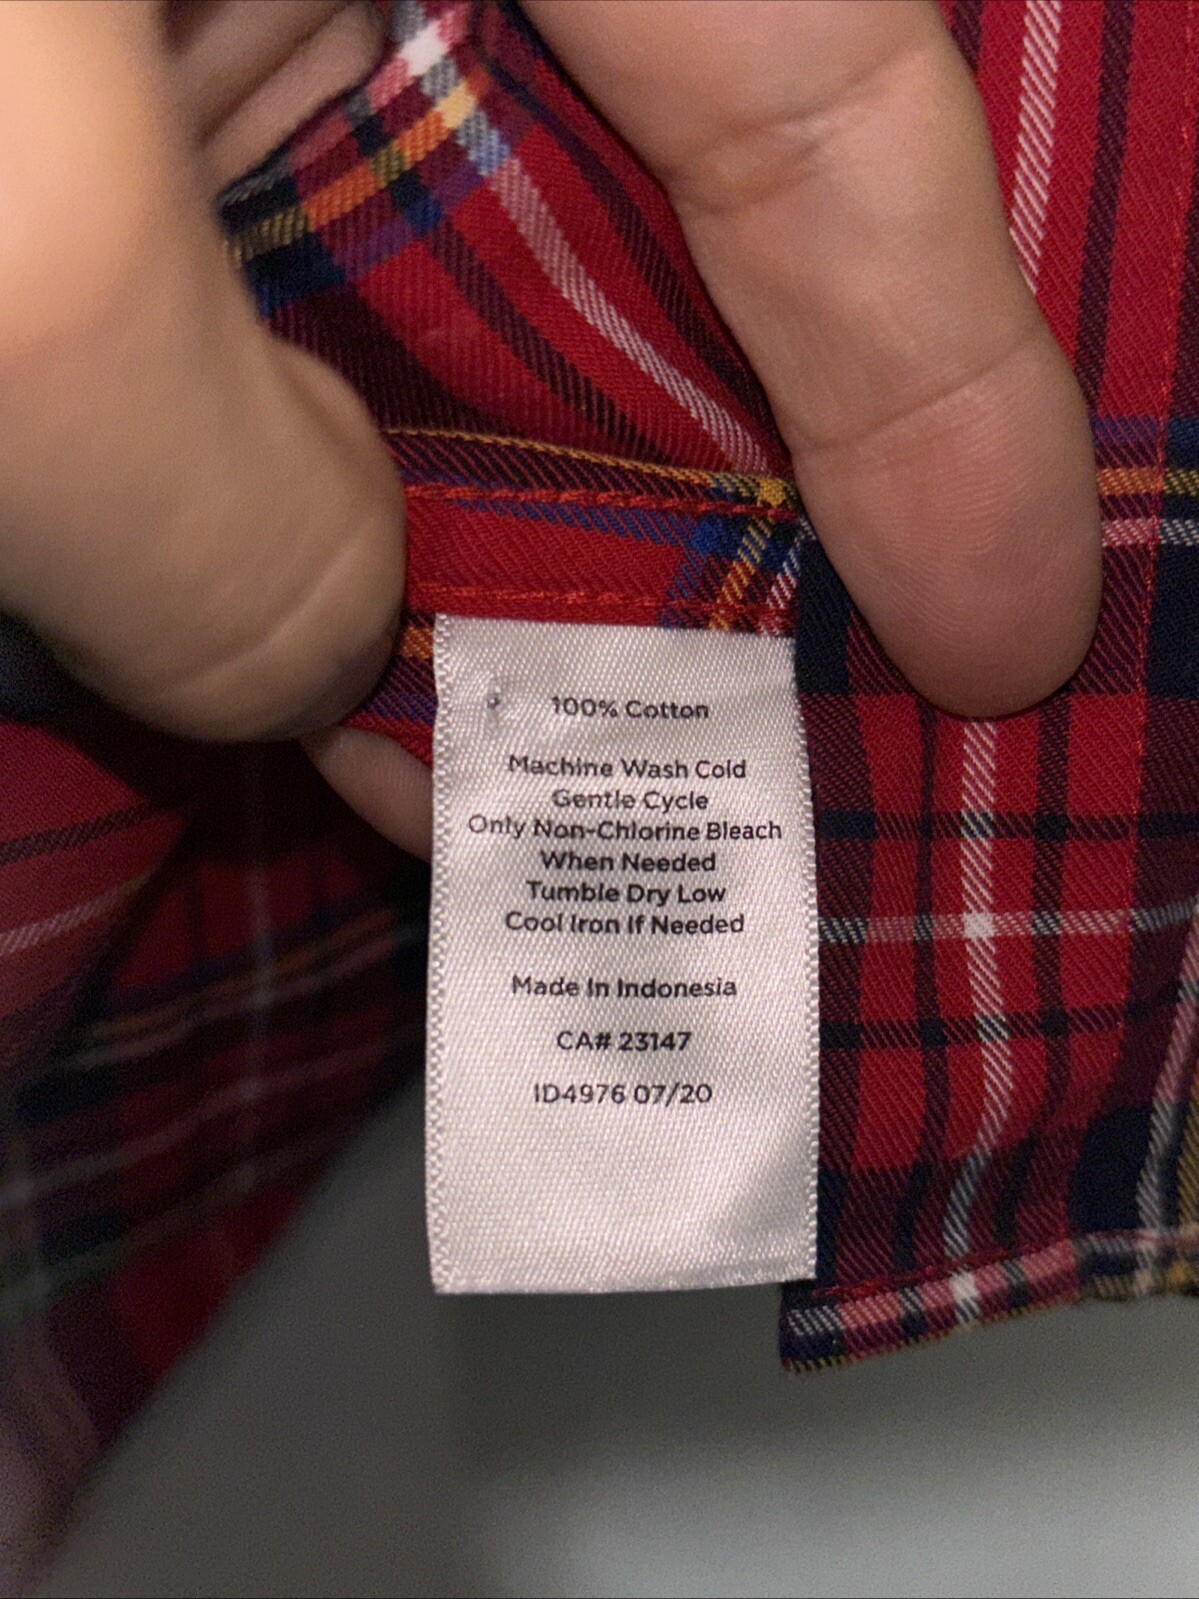 100% Cotton
Machine Wash Cold
Gentle Cycle
Only Non-Chlorine Bleach
When Needed
Tumble Dry Low
Cool Iron If Needed
Made In Indonesia
CA# 23147
ID4976 07/20